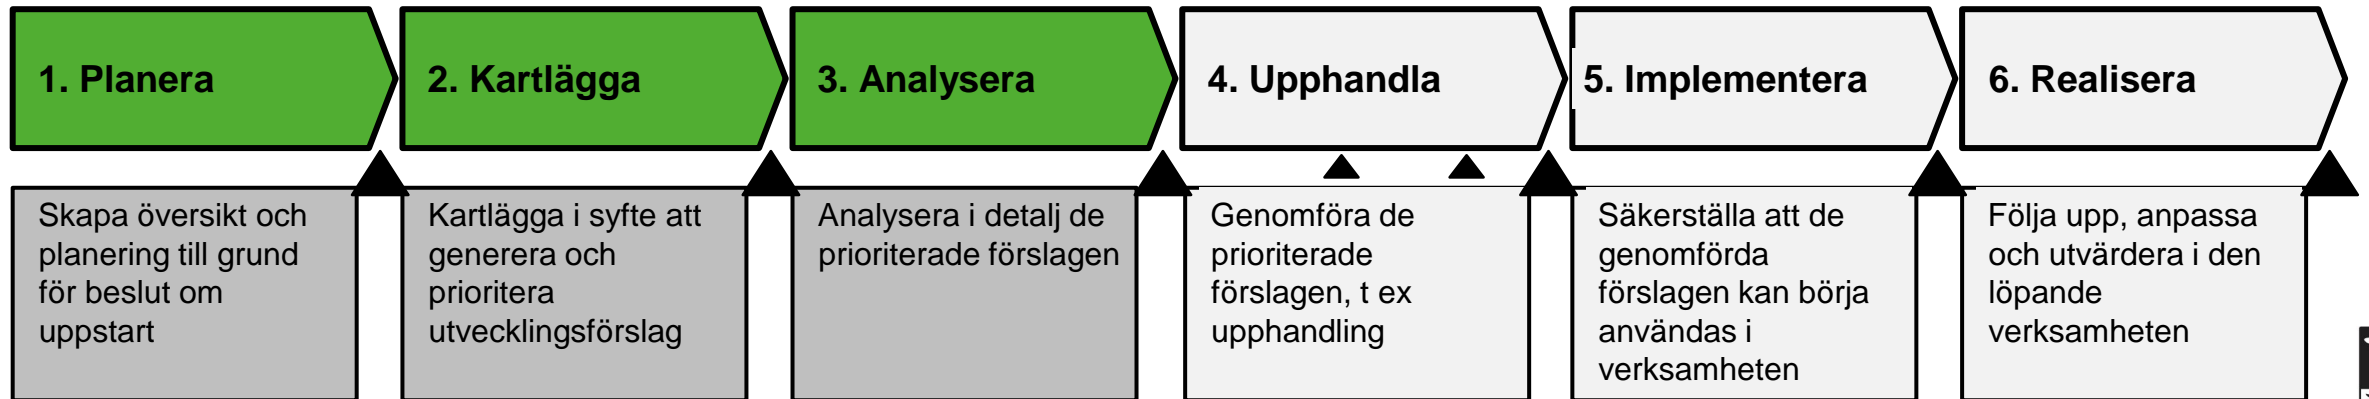 1. Planera
2. Kartlägga
3. Analysera
4. Upphandla
5. Implementera
6. Realisera
Skapa översikt och
planering till grund
för beslut om
uppstart
Kartlägga i syfte att
generera och
prioritera
utvecklingsförslag
Analysera i detalj de
prioriterade förslagen
Genomföra de
prioriterade
förslagen, t ex
upphandling
Säkerställa att de
genomförda
förslagen kan börja
användas i
verksamheten
Följa upp, anpassa
och utvärdera i den
löpande
verksamheten